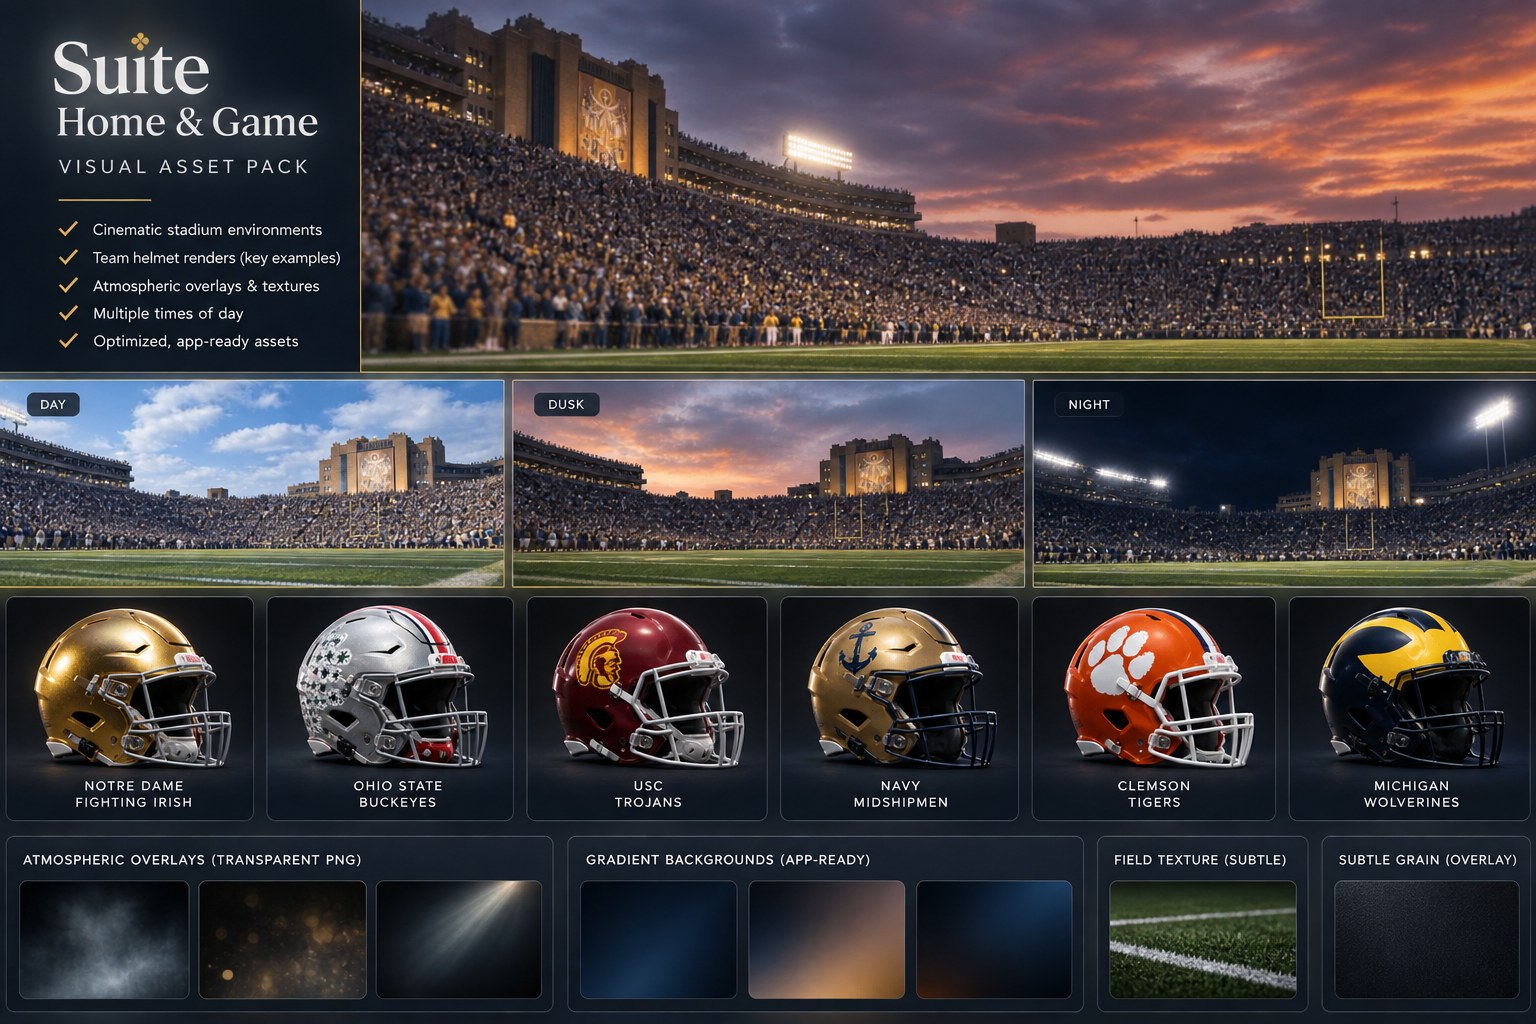 Suite
Home & Game
VISUAL ASSET PACK
Cinematic stadium environments
Team helmet renders (key examples)
Atmospheric overlays & textures
Multiple times of day
Optimized, app-ready assets
DAY
DUSK
NIGHT
NOTRE DAME
FIGHTING IRISH
OHIO STATE
BUCKEYES
USC
TROJANS
NAVY
MIDSHIPMEN
CLEMSON
TIGERS
MICHIGAN
WOLVERINES
ATMOSPHERIC OVERLAYS (TRANSPARENT PNG)
GRADIENT BACKGROUNDS (APP-READY)
FIELD TEXTURE (SUBTLE)
SUBTLE GRAIN (OVERLAY)